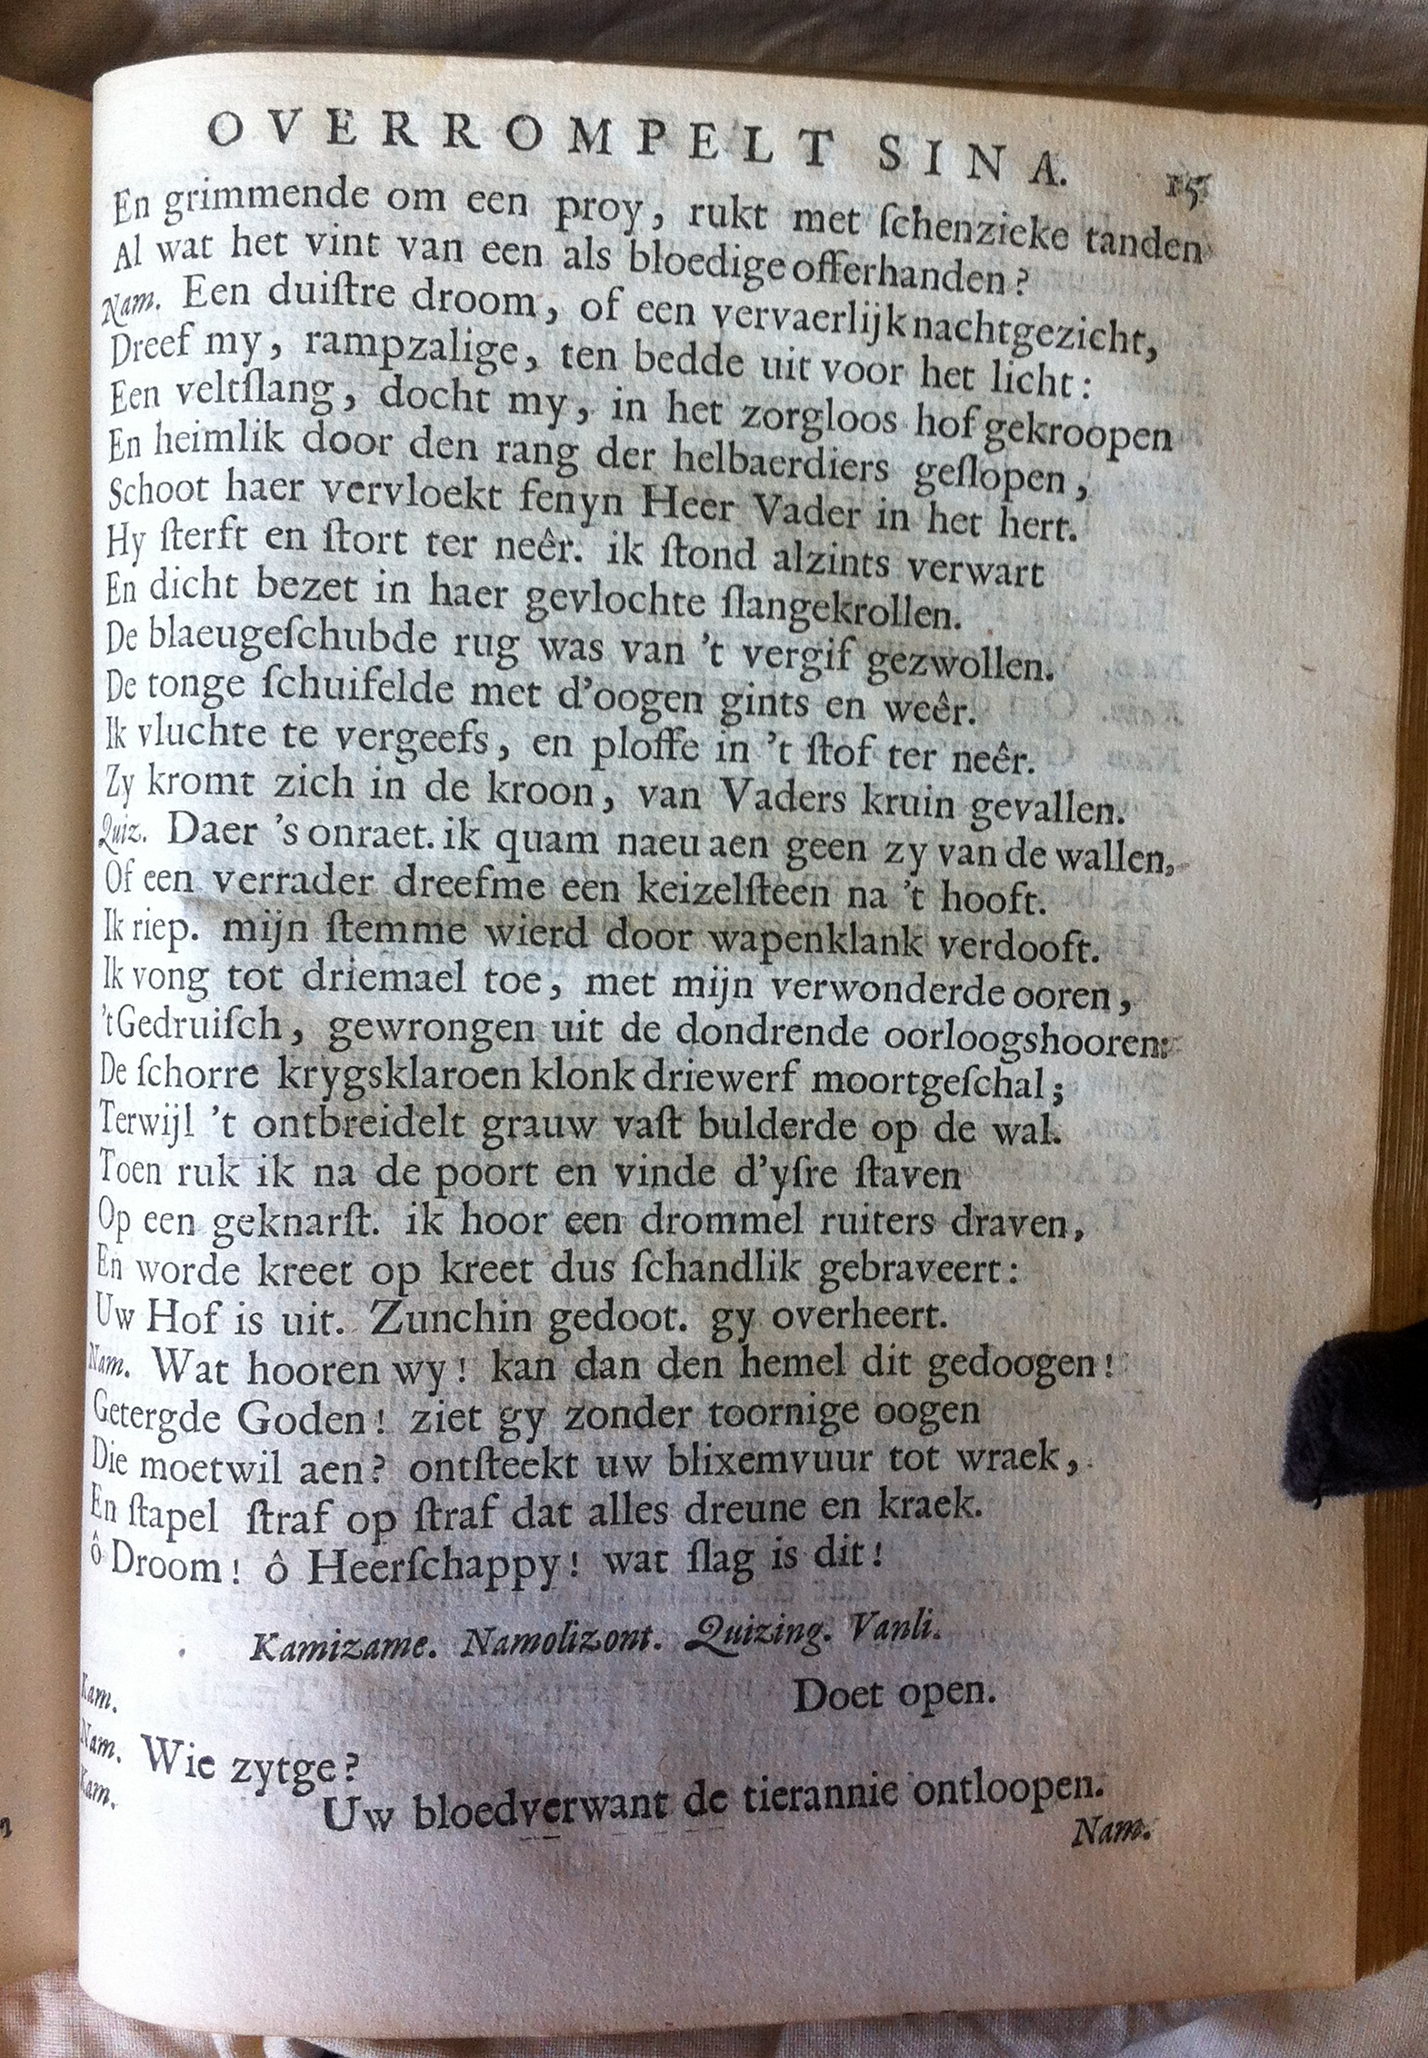 OVERROMPELT SINA. 15
En grimmende om een proy, rukt met ſchenzieke tanden
Al wat het vint van een als bloedige offerhanden?
Nam. Een duiſtre droom, of een vervaerlijk nachtgezicht,
Dreef my, rampzalige, ten bedde uit voor het licht:
Een veltſlang, docht my, in het zorgloos hof gekroopen
En heimlik door den rang der helbaerdiers geſlopen,
Schoot haer vervloekt fenyn Heer Vader in het hert.
Hy ſterft en ſtort ter neêr. ik ſtond alzints verwart
En dicht bezet in haer gevlochte ſlangekrollen.
De blaeugeſchubde rug was van 't vergif gezwollen.
De tonge ſchuifelde met d'oogen gints en weêr.
Ik vluchte te vergeefs, en ploffe in 't ſtof ter neêr.
Zy kromt zich in de kroon, van Vaders kruin gevallen.
Quiz. Daer 's onraet. ik quam naeu aen geen zy van de wallen,
Of een verrader dreefme een keizelſteen na 't hooft.
Ik riep. mijn ſtemme wierd door wapenklank verdooft.
Ik vong tot driemael toe, met mijn verwonderde ooren,
't Gedruiſch, gewrongen uit de dondrende oorloogshooren:
De ſchorre krygsklaroen klonk driewerf moortgeſchal;
Terwijl 't ontbreidelt grauw vaſt bulderde op de wal.
Toen ruk ik na de poort en vinde d'yſre ſtaven
Op een geknarſt. ik hoor een drommel ruiters draven,
En worde kreet op kreet dus ſchandlik gebraveert:
Uw Hof is uit. Zunchin gedoot. gy overheert.
Nam. Wat hooren wy! kan dan den hemel dit gedoogen!
Getergde Goden! ziet gy zonder toornige oogen
Die moetwil aen? ontſteekt uw blixemvuur tot wraek,
En ſtapel ſtraf op ſtraf dat alles dreune en kraek.
ô Droom! ô Heerſchappy! wat ſlag is dit!
Kamizame. Namolizont. Quizing. Vanli.
Kam. Doet open.
Nam. Wie zytge?
Kam. Uw bloedverwant de tierannie ontloopen.
Nam.